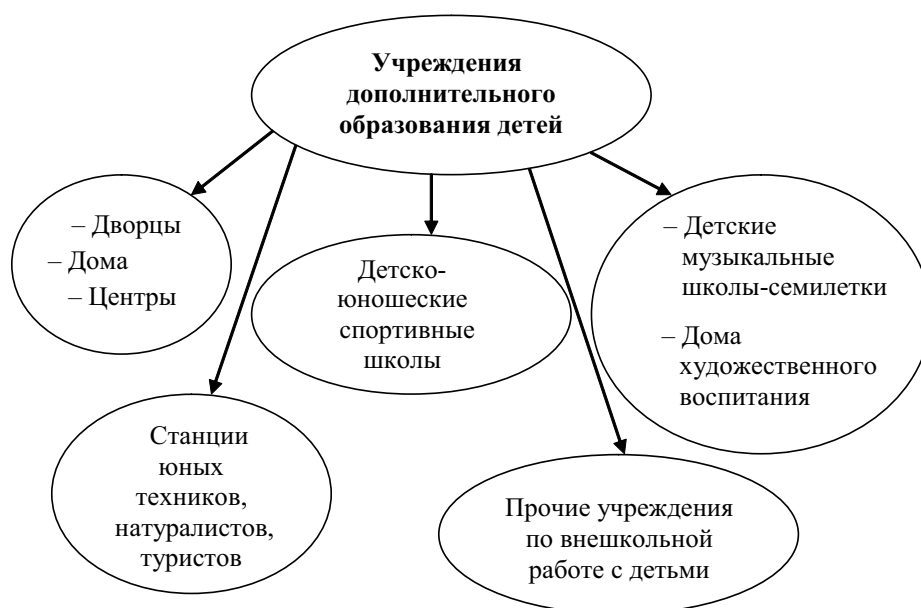 Учреждения
дополнительного
образования детей
– Дворцы
– Дома
– Центры
Детско-
юношеские
спортивные
школы
– Детские
музыкальные
школы-семилетки
– Дома
художественного
воспитания
Станции
юных
техников,
натуралистов,
туристов
Прочие учреждения
по внешкольной
работе с детьми